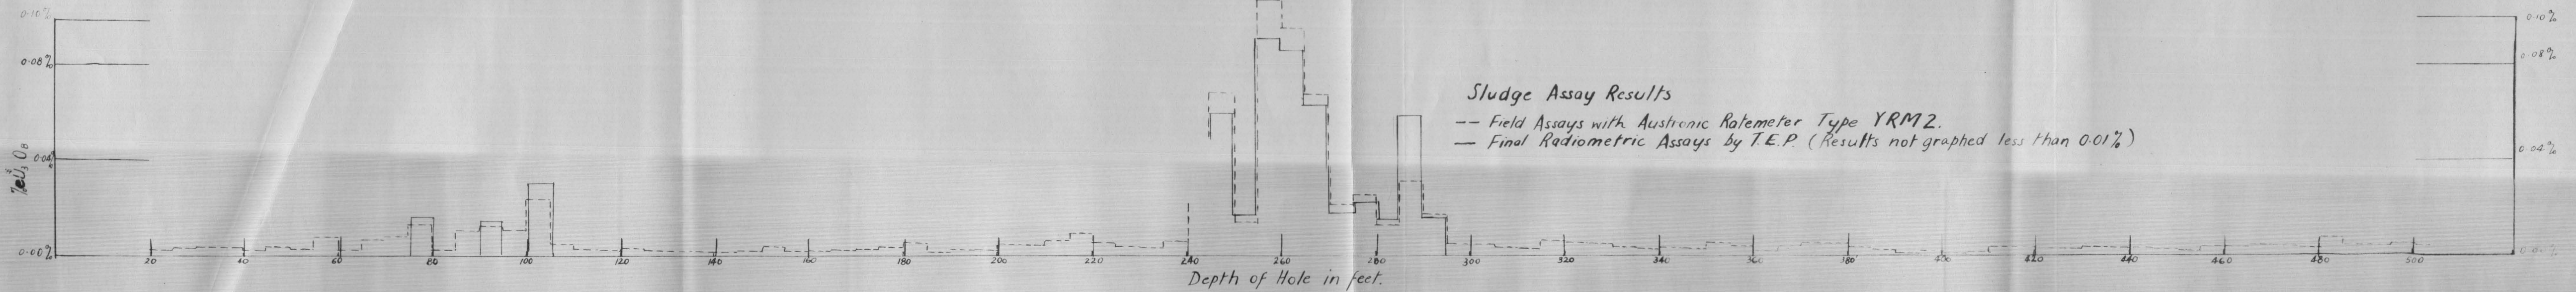 0.10% 0.10%
0.08% 0.08%
Sludge Assay Results
-- Field Assays with Austronic Ratemeter Type YRM2.
— Final Radiometric Assays by T.E.P. (Results not graphed less than 0.01%)
0.04% 0.04%
%eU3O8
0.00% 0.00%
20 40 60 80 100 120 140 160 180 200 220 240 260 280 300 320 340 360 380 400 420 440 460 480 500
Depth of Hole in feet.